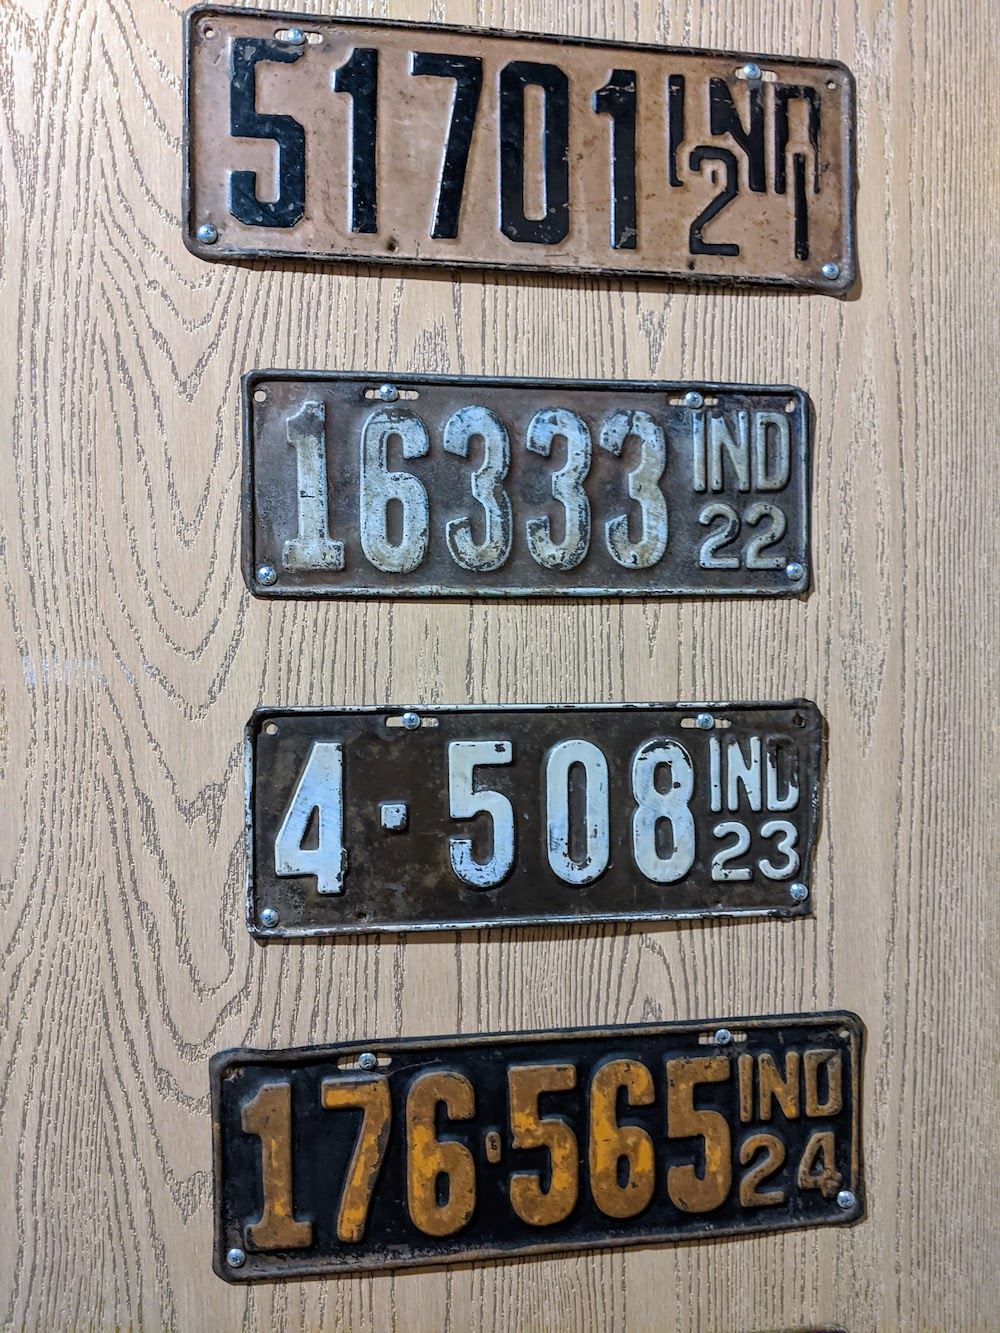 51701 IND
21
16333 IND
22
4·508 IND
23
176·565 IND
24